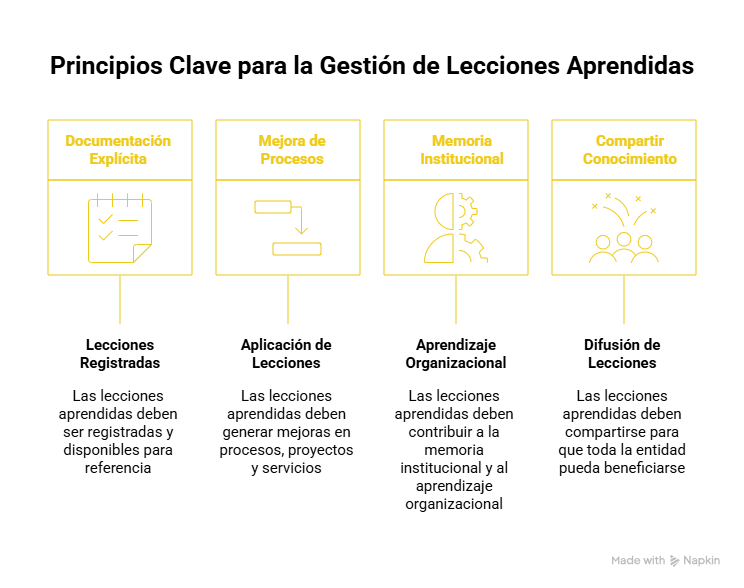 Principios Clave para la Gestión de Lecciones Aprendidas
Documentación
Explícita
Mejora de
Procesos
Memoria
Institucional
Compartir
Conocimiento
Lecciones
Registradas
Las lecciones
aprendidas deben
ser registradas y
disponibles para
referencia
Aplicación de
Lecciones
Las lecciones
aprendidas deben
generar mejoras en
procesos, proyectos
y servicios
Aprendizaje
Organizacional
Las lecciones
aprendidas deben
contribuir a la
memoria
institucional y al
aprendizaje
organizacional
Difusión de
Lecciones
Las lecciones
aprendidas deben
compartirse para
que toda la entidad
pueda beneficiarse
Made with Napkin